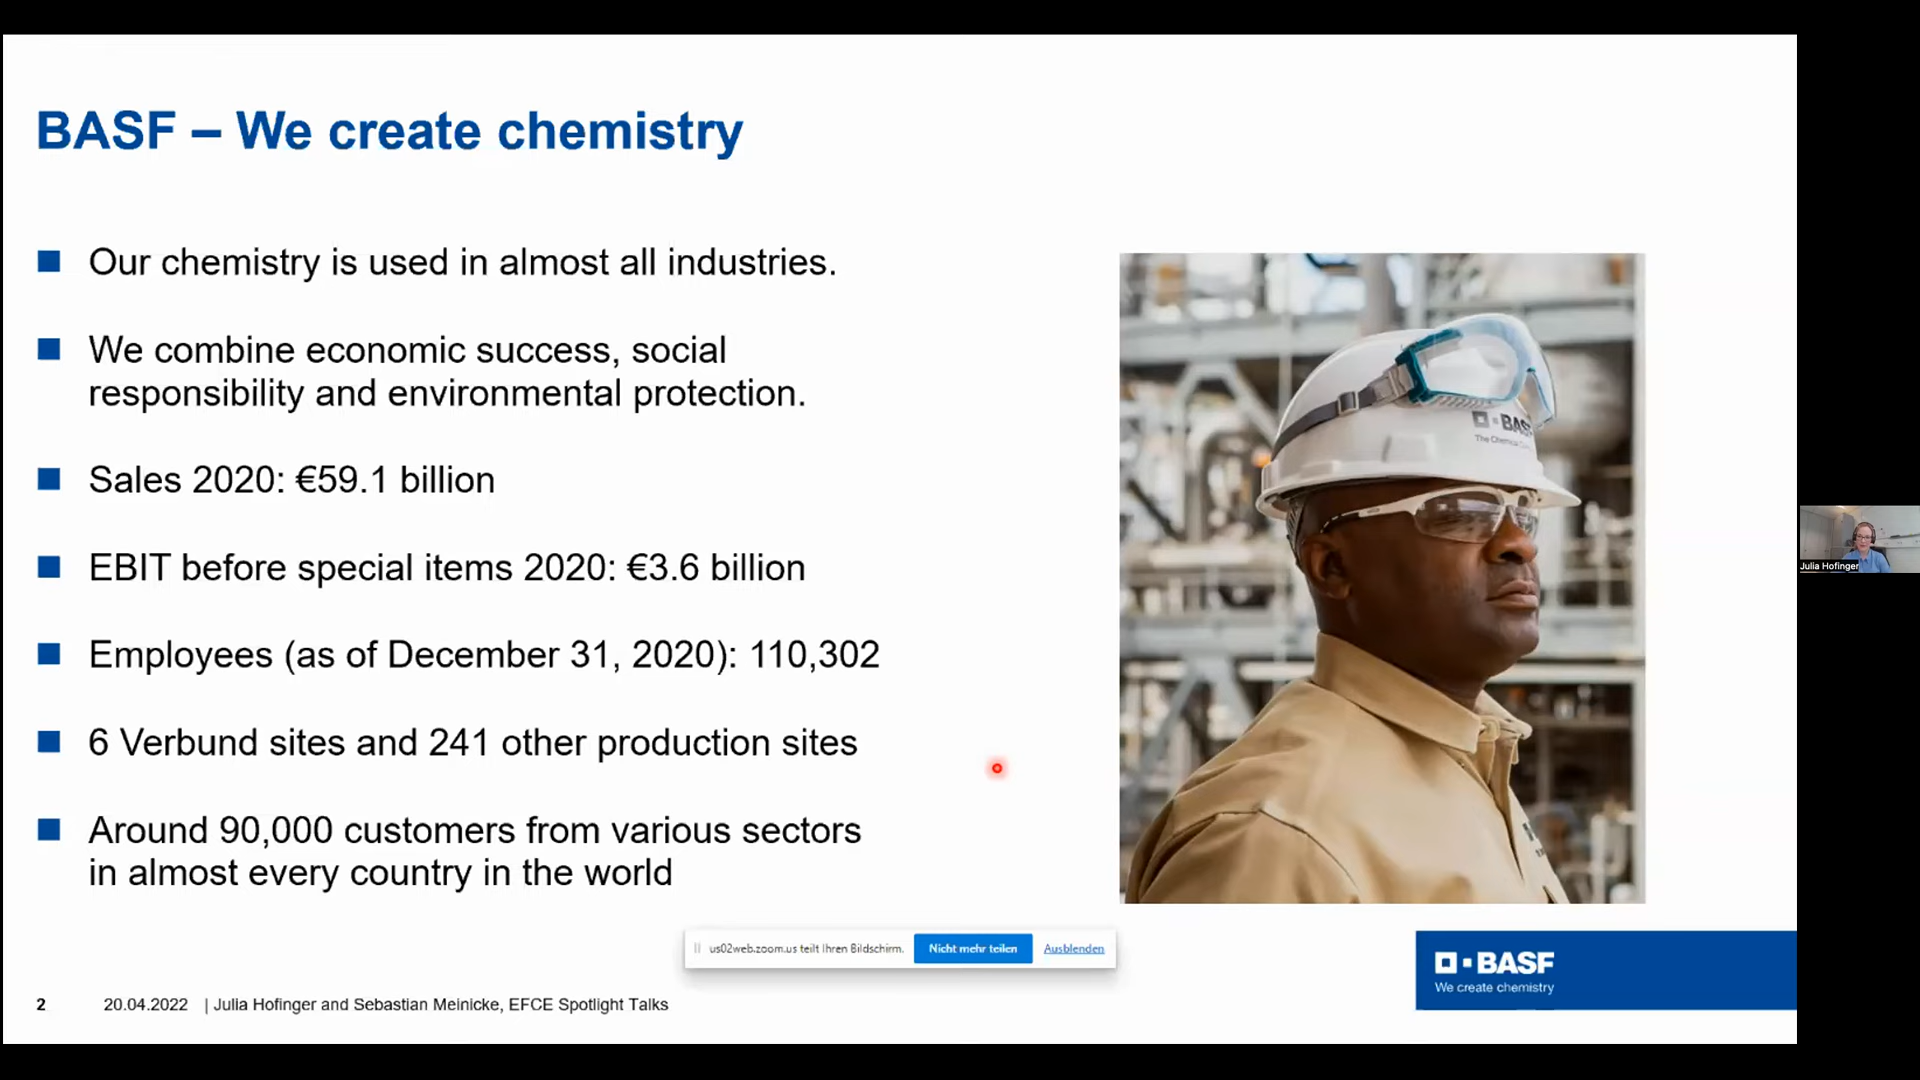 BASF – We create chemistry
Our chemistry is used in almost all industries.
We combine economic success, social
responsibility and environmental protection.
Sales 2020: €59.1 billion
EBIT before special items 2020: €3.6 billion
Employees (as of December 31, 2020): 110,302
6 Verbund sites and 241 other production sites
Around 90,000 customers from various sectors
in almost every country in the world
BASF
The Chemical
Julia Hofinger
us02web.zoom.us teilt Ihren Bildschirm. Nicht mehr teilen Ausblenden
BASF
We create chemistry
2 20.04.2022 | Julia Hofinger and Sebastian Meinicke, EFCE Spotlight Talks